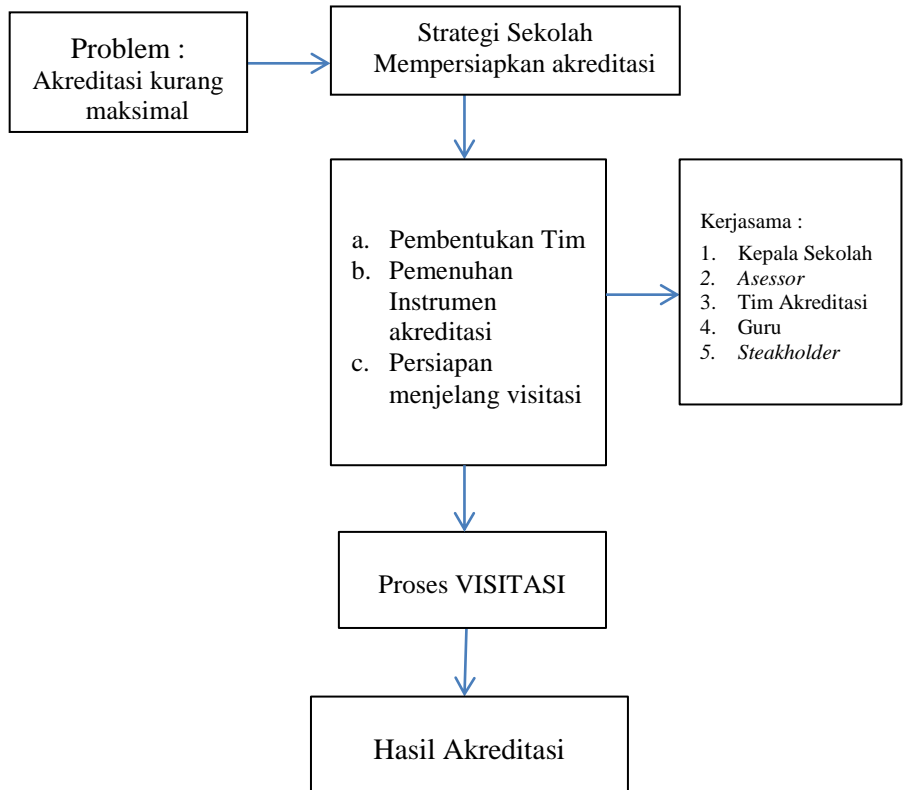 Problem :
Akreditasi kurang
maksimal
Strategi Sekolah
Mempersiapkan akreditasi
a. Pembentukan Tim
b. Pemenuhan
Instrumen
akreditasi
c. Persiapan
menjelang visitasi
Kerjasama :
1. Kepala Sekolah
2. Asessor
3. Tim Akreditasi
4. Guru
5. Steakholder
Proses VISITASI
Hasil Akreditasi